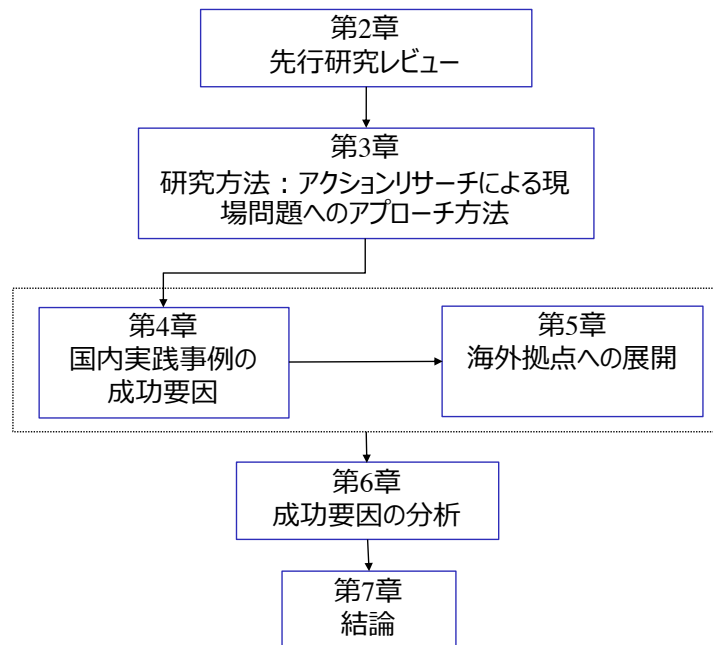 第2章
先行研究レビュー
第3章
研究方：アクションリサーチによる現
場問題へのアプローチ方法
第4章
国内実践事例の
成功要因
第5章
海外拠点への展開
第6章
成功要因の分析
第7章
結論